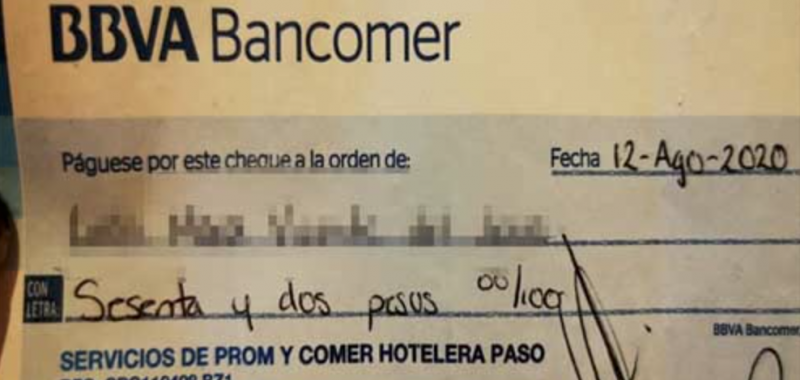 BBVA Bancomer
Páguese por este cheque a la orden de:
Fecha 12-Ago-2020
CON LETRA
Sesenta y dos pesos 00/100
BBVA Bancomer
SERVICIOS DE PROM Y COMER HOTELERA PASO